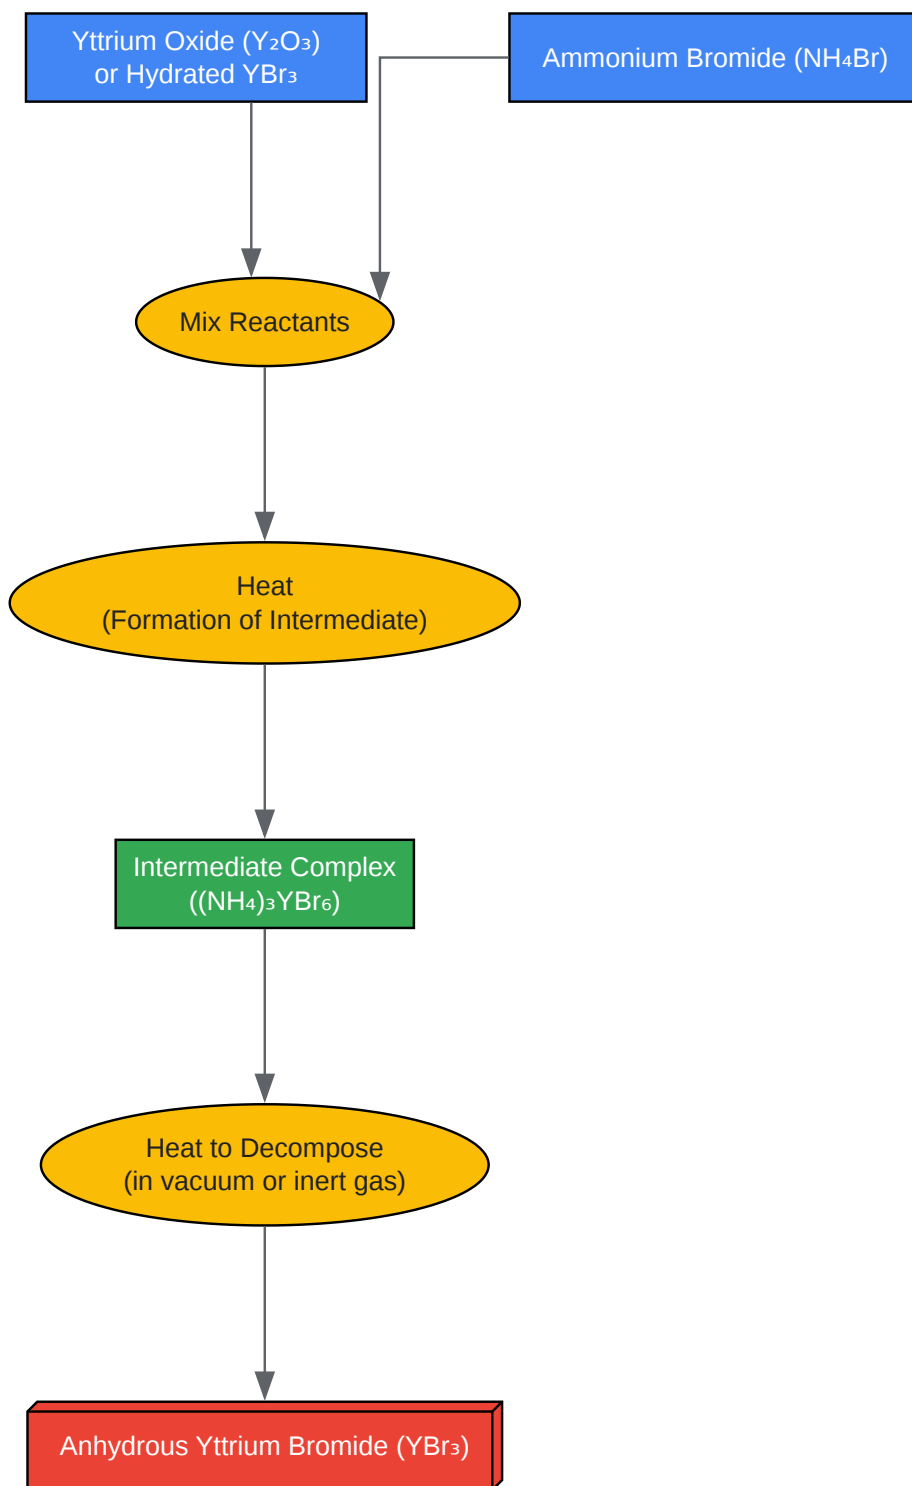 Yttrium Oxide (Y₂O₃)
or Hydrated YBr₃
Ammonium Bromide (NH₄Br)
Mix Reactants
Heat
(Formation of Intermediate)
Intermediate Complex
((NH₄)₃YBr₆)
Heat to Decompose
(in vacuum or inert gas)
Anhydrous Yttrium Bromide (YBr₃)